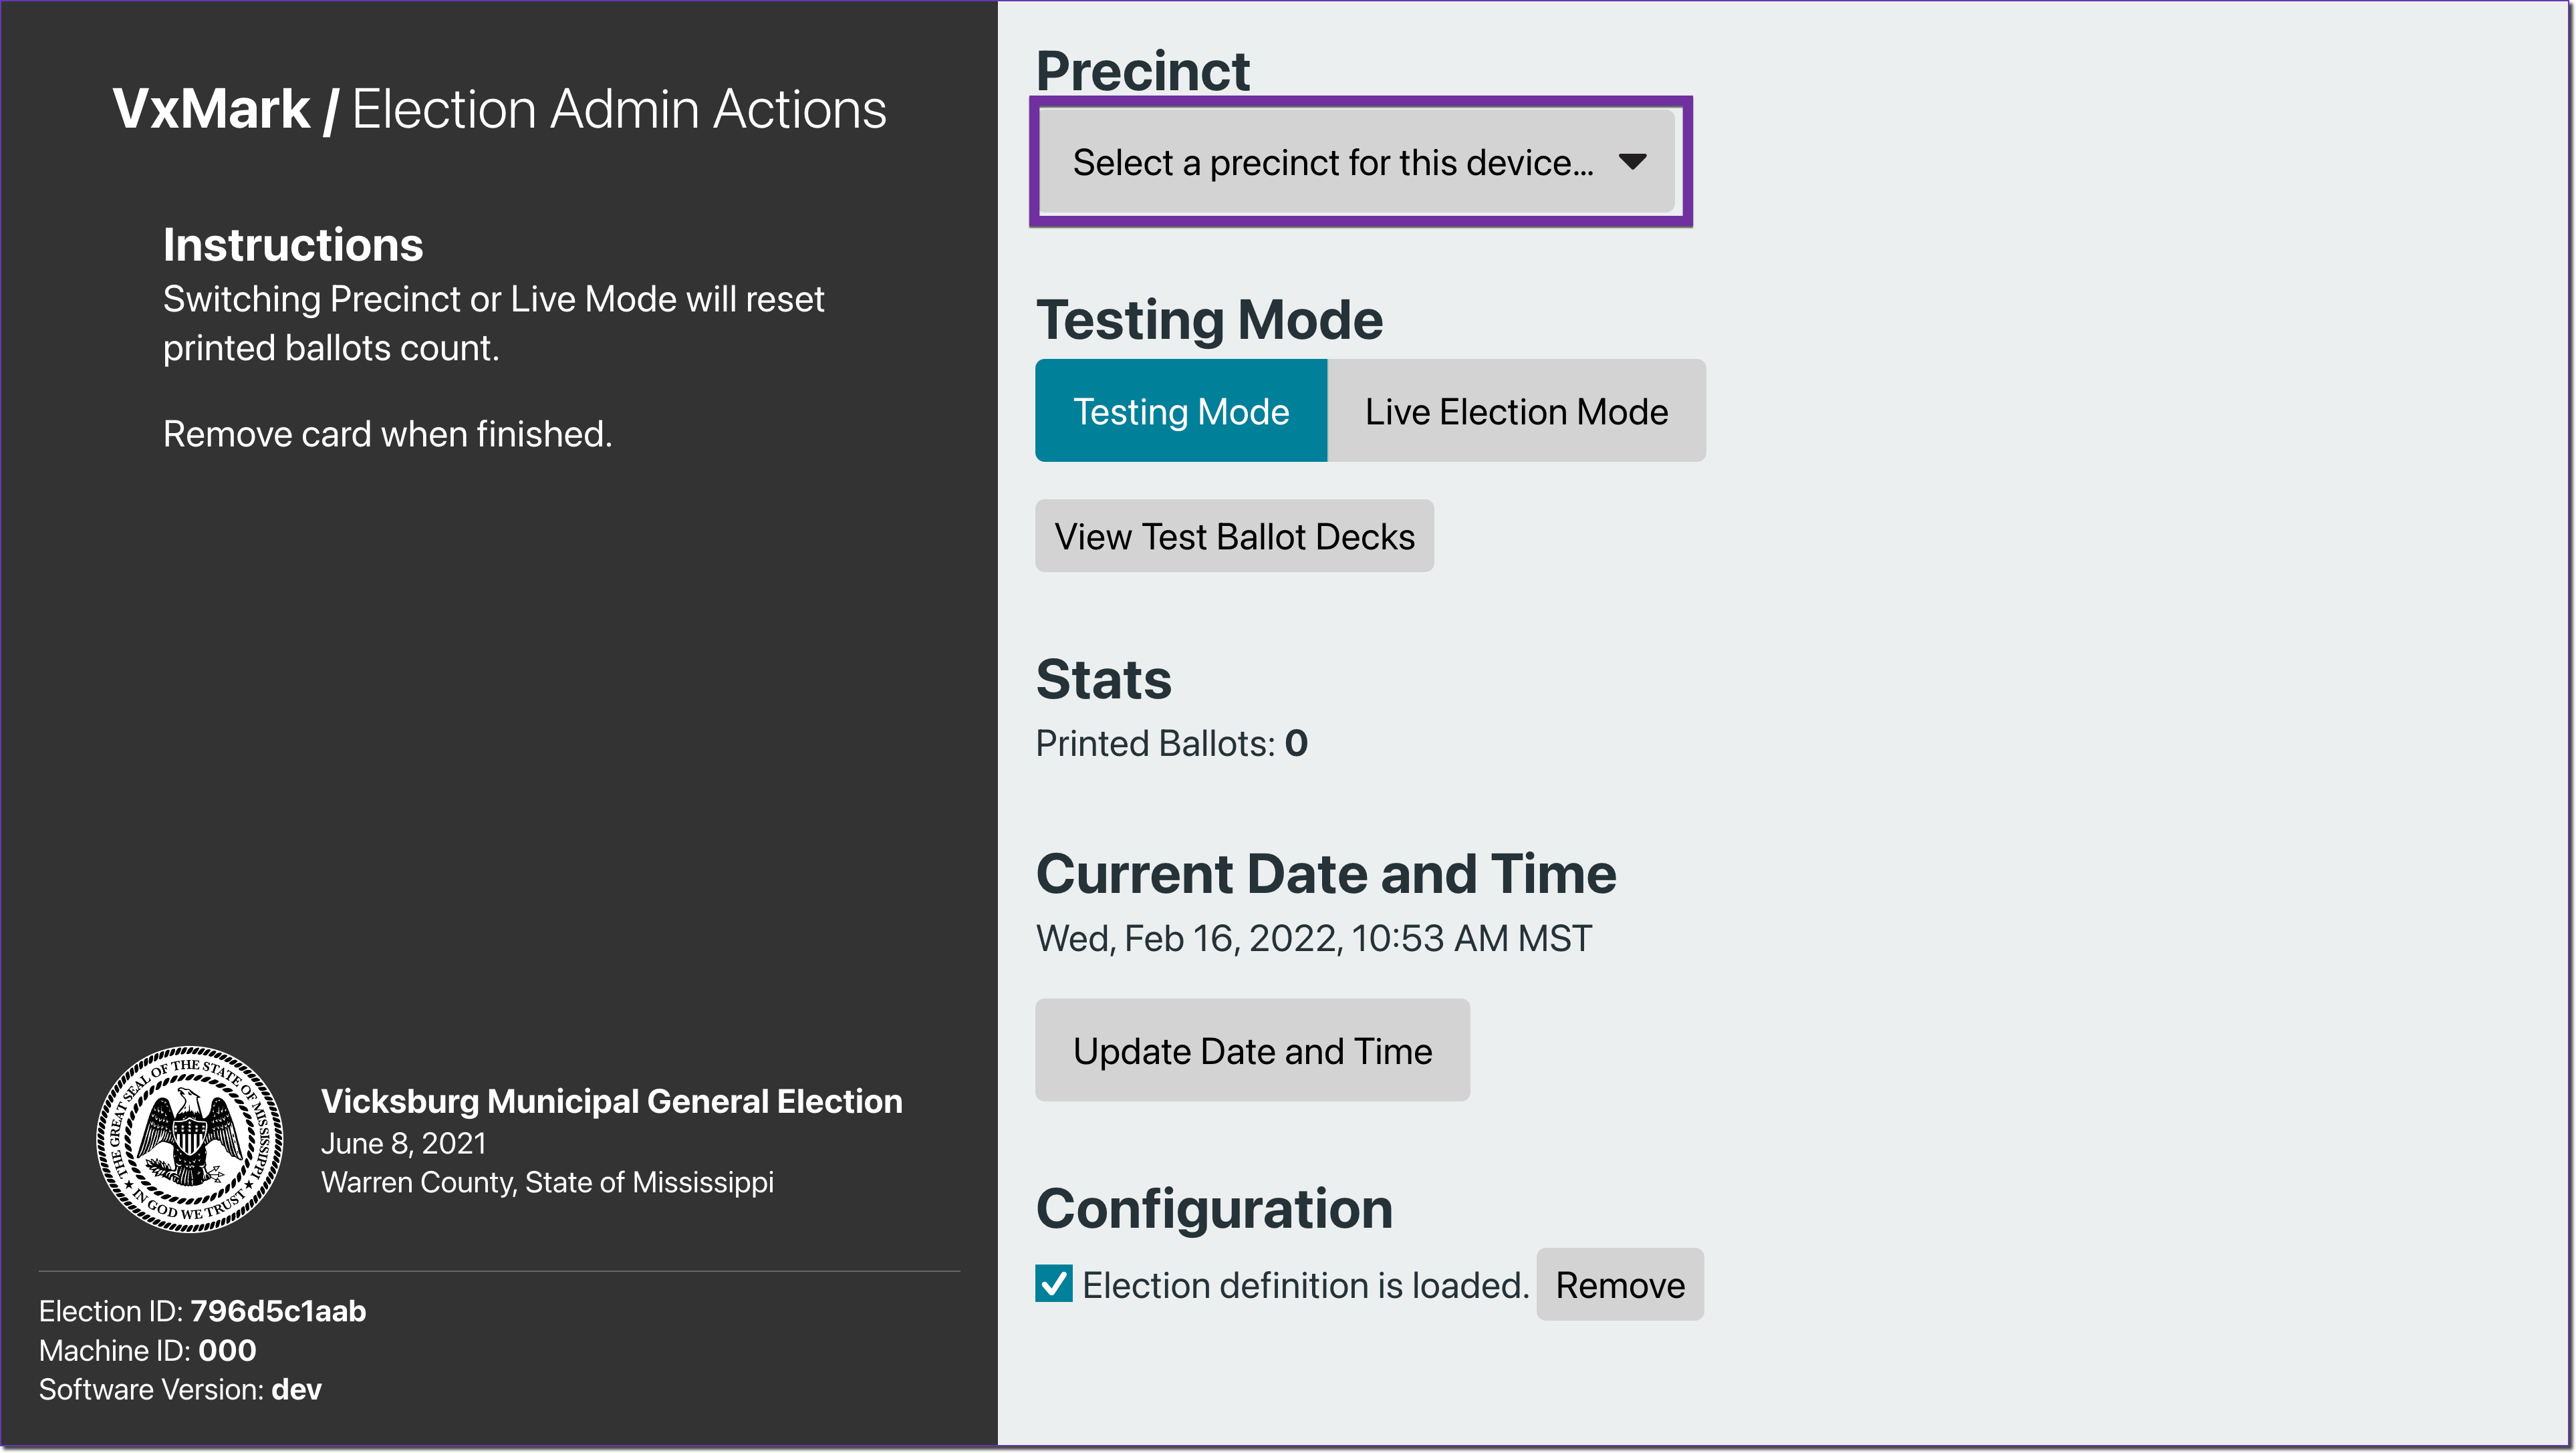 VxMark / Election Admin Actions
Instructions
Switching Precinct or Live Mode will reset
printed ballots count.
Remove card when finished.
THE GREAT SEAL OF THE STATE OF MISSISSIPPI
★ IN GOD WE TRUST ★
Vicksburg Municipal General Election
June 8, 2021
Warren County, State of Mississippi
Election ID: 796d5c1aab
Machine ID: 000
Software Version: dev
Precinct
Select a precinct for this device…
Testing Mode
Testing Mode Live Election Mode
View Test Ballot Decks
Stats
Printed Ballots: 0
Current Date and Time
Wed, Feb 16, 2022, 10:53 AM MST
Update Date and Time
Configuration
Election definition is loaded. Remove